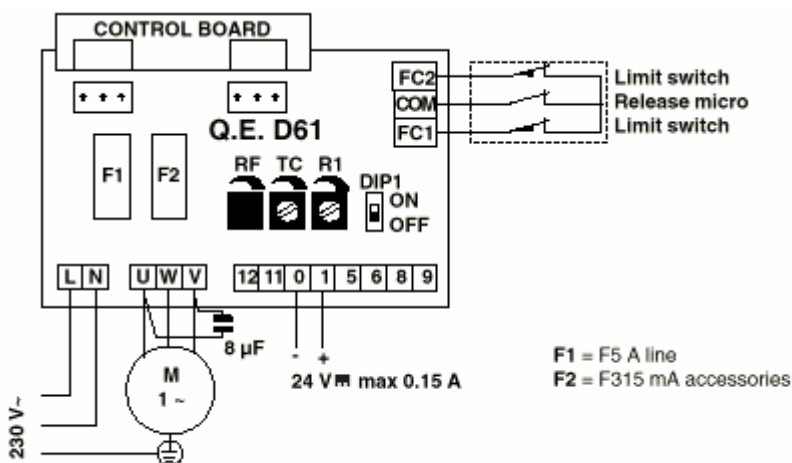 CONTROL BOARD
FC2
Limit switch
COM
Release micro
FC1
Limit switch
Q.E. D61
F1
F2
RF TC R1
DIP1
ON
OFF
L N
U W V
12 11 0 1 5 6 8 9
8 µF
- +
24 V max 0.15 A
M
1 ~
230 V~
F1 = F5 A line
F2 = F315 mA accessories